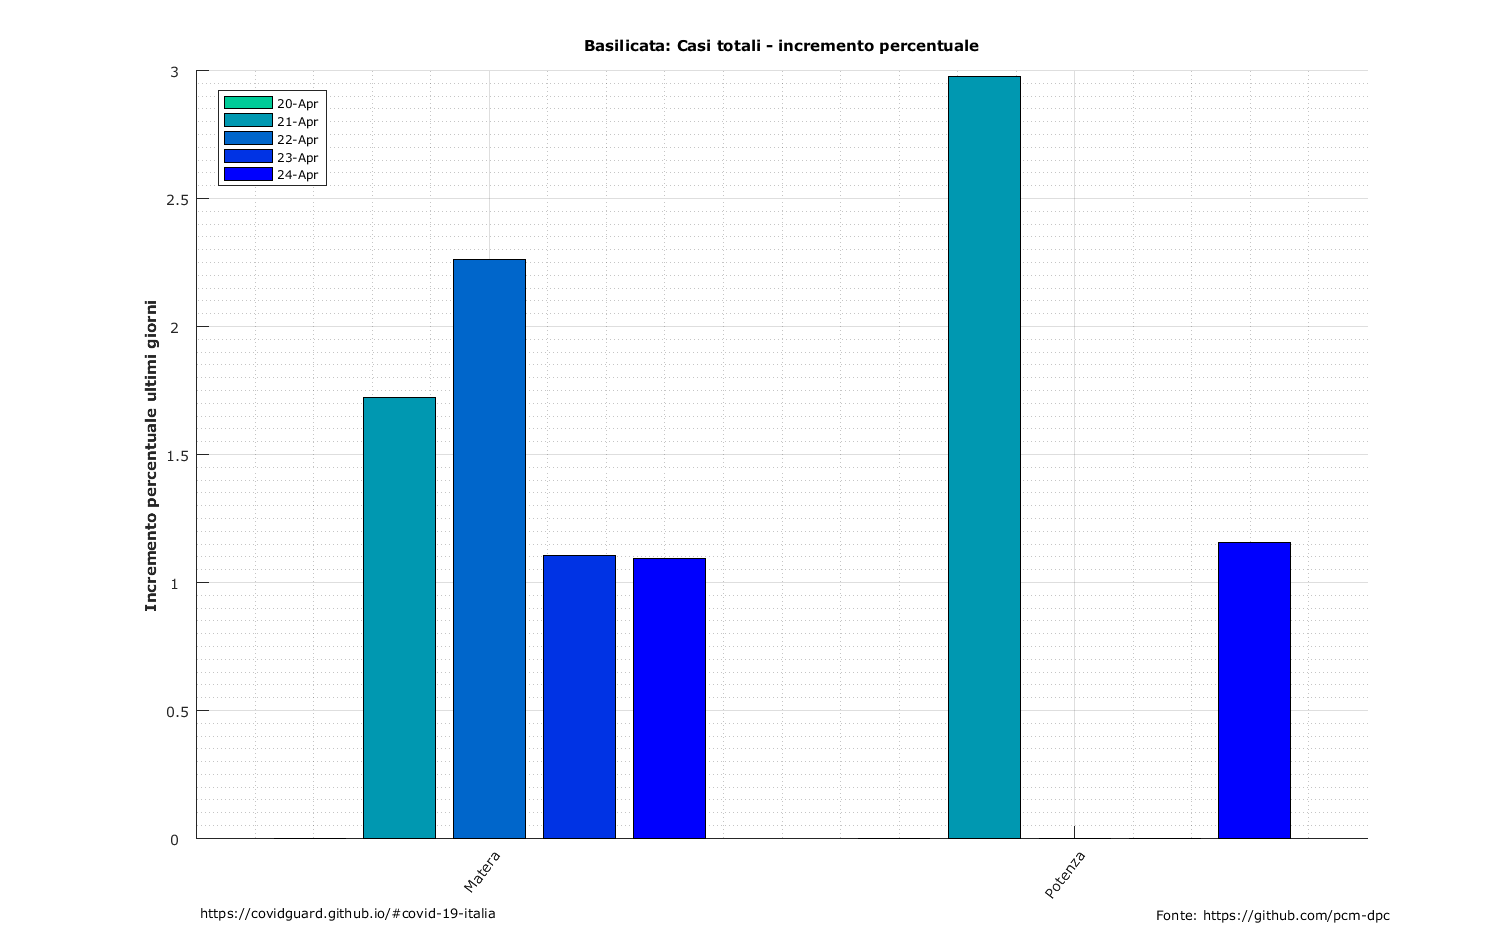 Basilicata: Casi totali - incremento percentuale
20-Apr
21-Apr
22-Apr
23-Apr
24-Apr
Incremento percentuale ultimi giorni
3
2.5
2
1.5
1
0.5
0
Matera
Potenza
https://covidguard.github.io/#covid-19-italia
Fonte: https://github.com/pcm-dpc